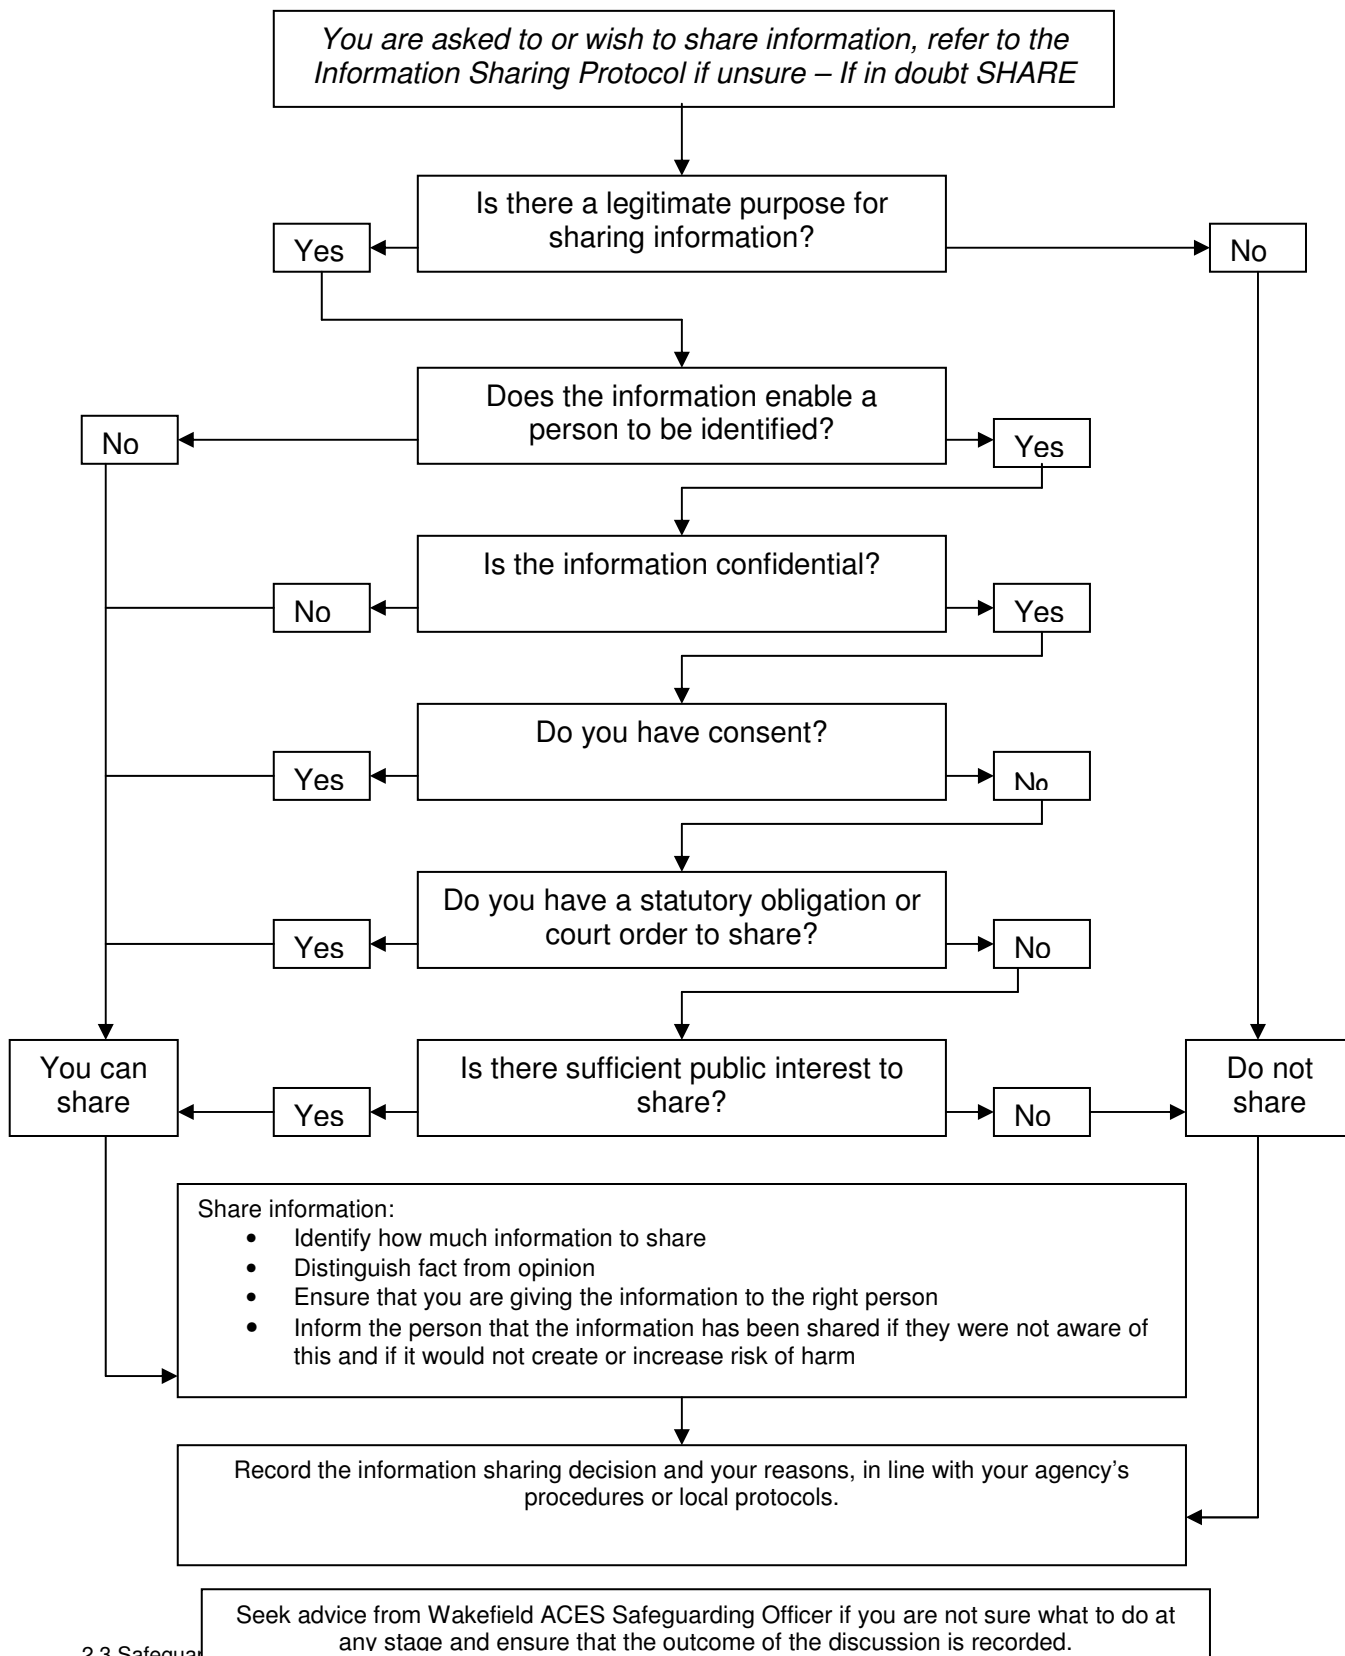 You are asked to or wish to share information, refer to the
Information Sharing Protocol if unsure – If in doubt SHARE
Is there a legitimate purpose for
sharing information?
Yes
No
Does the information enable a
person to be identified?
No
Yes
Is the information confidential?
No
Yes
Do you have consent?
Yes
No
Do you have a statutory obligation or
court order to share?
Yes
No
You can
share
Is there sufficient public interest to
share?
Yes
No
Do not
share
Share information:
• Identify how much information to share
• Distinguish fact from opinion
• Ensure that you are giving the information to the right person
• Inform the person that the information has been shared if they were not aware of
this and if it would not create or increase risk of harm
Record the information sharing decision and your reasons, in line with your agency’s
procedures or local protocols.
Seek advice from Wakefield ACES Safeguarding Officer if you are not sure what to do at
any stage and ensure that the outcome of the discussion is recorded.
2.3 Safeguar